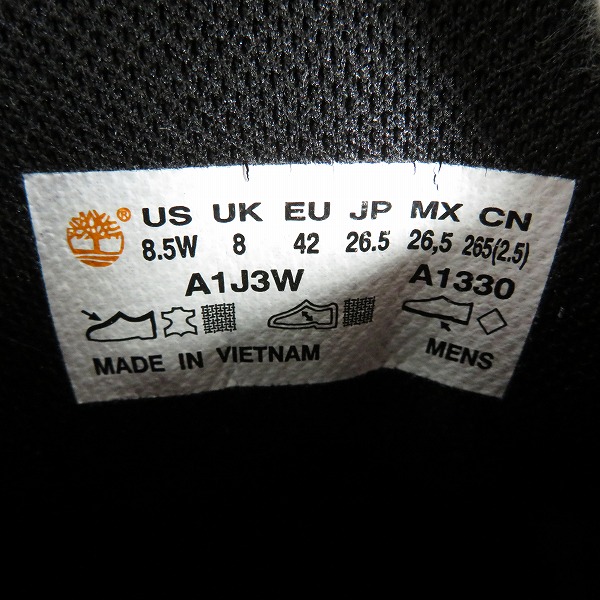 ® US UK EU JP MX CN
8.5W 8 42 26.5 26,5 265(2.5)
A1J3W A1330
MADE IN VIETNAM MENS